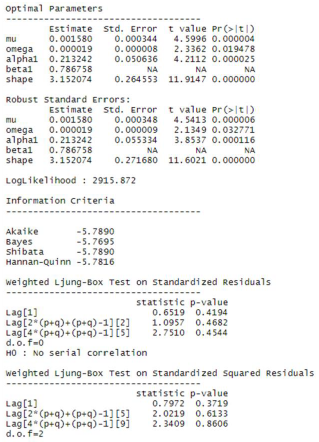 Optimal Parameters
------------------------------------
Estimate Std. Error t value Pr(>|t|)
mu 0.001580 0.000344 4.5996 0.000004
omega 0.000019 0.000008 2.3362 0.019478
alpha1 0.213242 0.050636 4.2112 0.000025
beta1 0.786758 NA NA NA
shape 3.152074 0.264553 11.9147 0.000000
Robust Standard Errors:
Estimate Std. Error t value Pr(>|t|)
mu 0.001580 0.000348 4.5413 0.000006
omega 0.000019 0.000009 2.1349 0.032771
alpha1 0.213242 0.055334 3.8537 0.000116
beta1 0.786758 NA NA NA
shape 3.152074 0.271680 11.6021 0.000000
LogLikelihood : 2915.872
Information Criteria
------------------------------------
Akaike -5.7890
Bayes -5.7695
Shibata -5.7890
Hannan-Quinn -5.7816
Weighted Ljung-Box Test on Standardized Residuals
------------------------------------
statistic p-value
Lag[1] 0.6519 0.4194
Lag[2*(p+q)+(p+q)-1][2] 1.0957 0.4682
Lag[4*(p+q)+(p+q)-1][5] 2.7510 0.4544
d.o.f=0
H0 : No serial correlation
Weighted Ljung-Box Test on Standardized Squared Residuals
------------------------------------
statistic p-value
Lag[1] 0.7972 0.3719
Lag[2*(p+q)+(p+q)-1][5] 2.0219 0.6133
Lag[4*(p+q)+(p+q)-1][9] 2.3409 0.8606
d.o.f=2